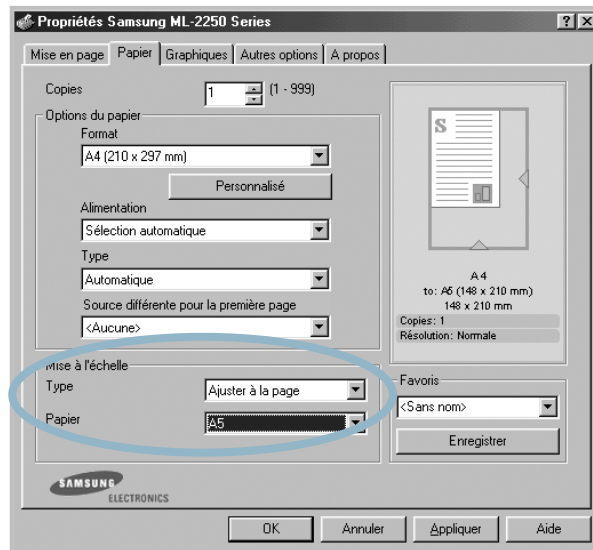 Propriétés Samsung ML-2250 Series
Mise en page Papier Graphiques Autres options A propos
Copies 1 (1 - 999)
Options du papier
Format
A4 (210 x 297 mm)
Personnalisé
Alimentation
Sélection automatique
Type
Automatique
Source différente pour la première page
<Aucune>
Mise à l'échelle
Type Ajuster à la page
Papier A5
SAMSUNG
ELECTRONICS
S
A4
to: A5 (148 x 210 mm)
148 x 210 mm
Copies: 1
Résolution: Normale
Favoris
<Sans nom>
Enregistrer
OK Annuler Appliquer Aide